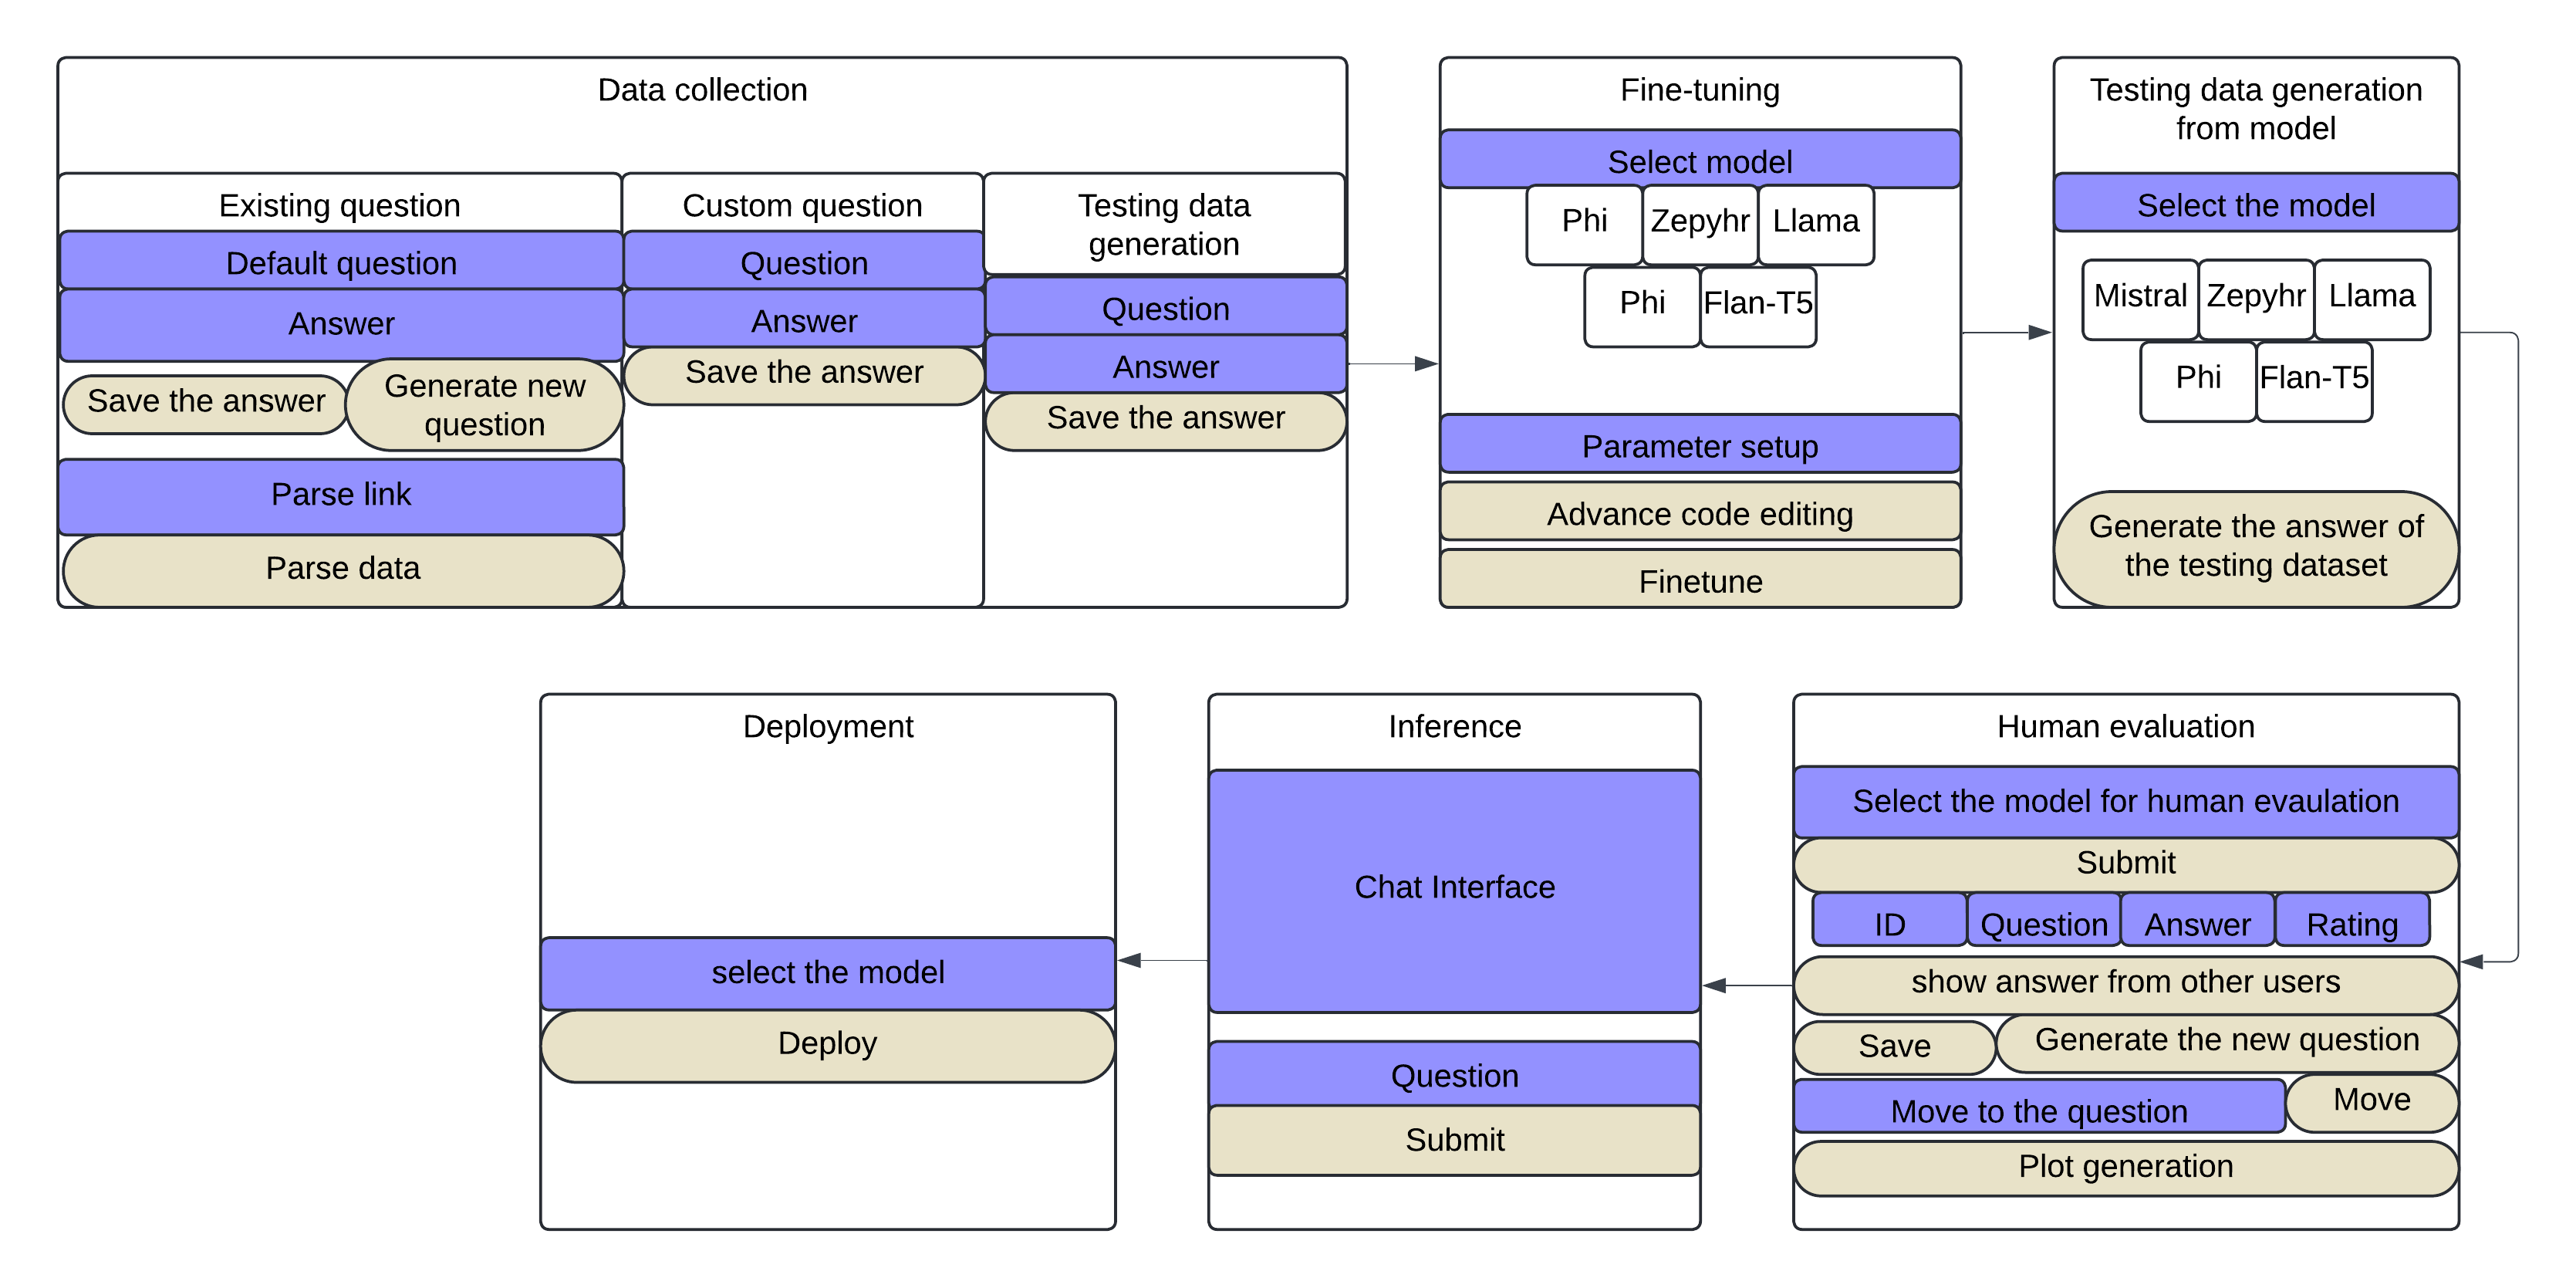 Data collection
Existing question
Default question
Answer
Save the answer
Generate new
question
Parse link
Parse data
Custom question
Question
Answer
Save the answer
Testing data
generation
Question
Answer
Save the answer
Fine-tuning
Select model
Phi
Zepyhr
Llama
Phi
Flan-T5
Parameter setup
Advance code editing
Finetune
Testing data generation
from model
Select the model
Mistral
Zepyhr
Llama
Phi
Flan-T5
Generate the answer of
the testing dataset
Human evaluation
Select the model for human evaulation
Submit
ID
Question
Answer
Rating
show answer from other users
Save
Generate the new question
Move to the question
Move
Plot generation
Inference
Chat Interface
Question
Submit
Deployment
select the model
Deploy